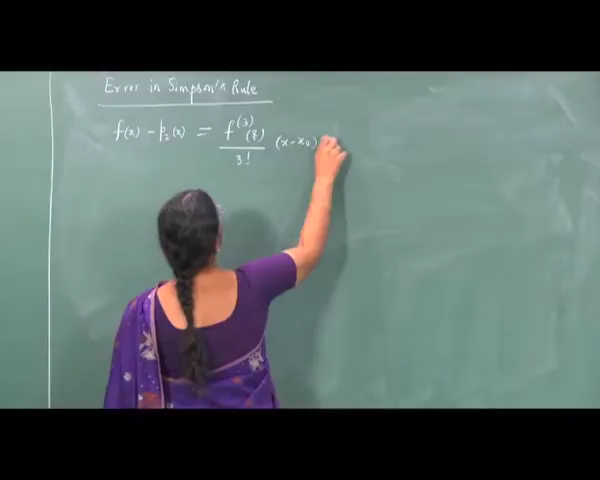 Error in Simpson's Rule
f(x) - p₂(x) = f⁽³⁾(ξ)/3! (x-x₀)